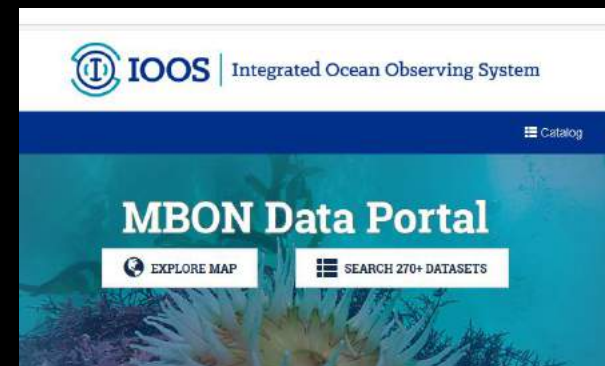 IOOS Integrated Ocean Observing System
Catalog
MBON Data Portal
EXPLORE MAP SEARCH 270+ DATASETS